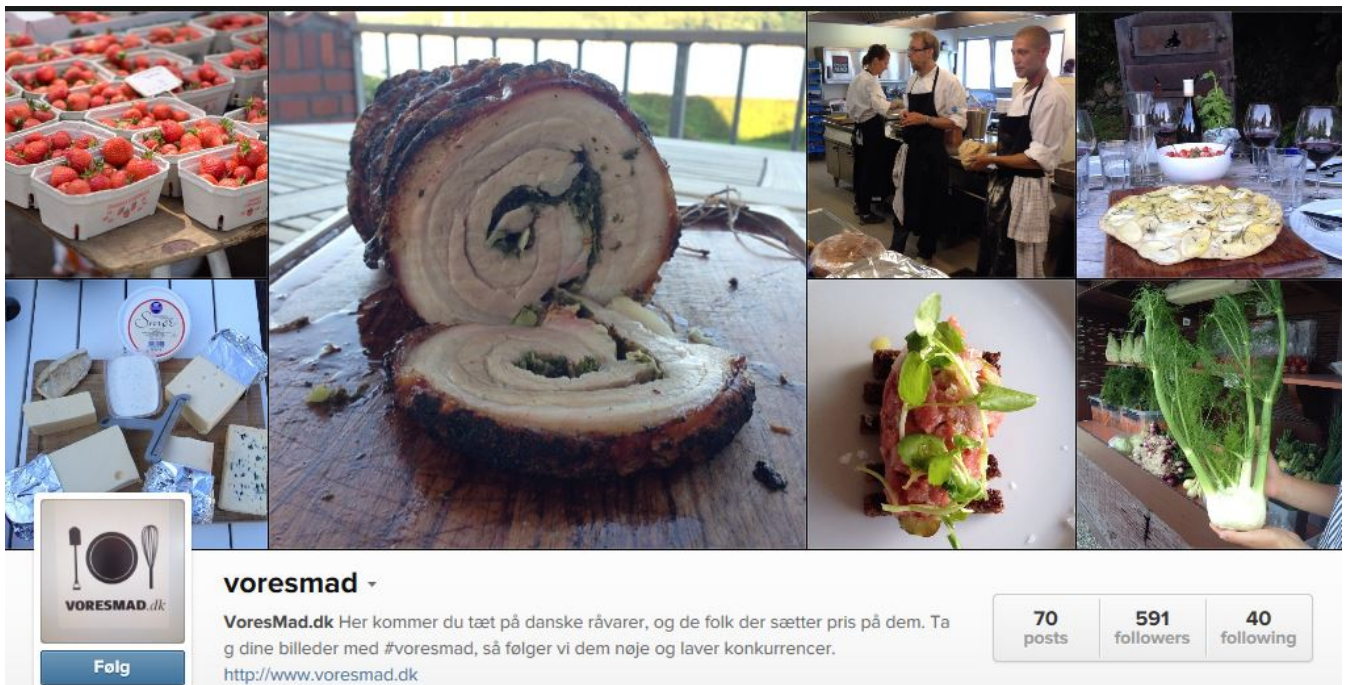 Smør
VORESMAD.dk
Følg
voresmad
VoresMad.dk Her kommer du tæt på danske råvarer, og de folk der sætter pris på dem. Ta
g dine billeder med #voresmad, så følger vi dem nøje og laver konkurrencer.
http://www.voresmad.dk
70
posts
591
followers
40
following